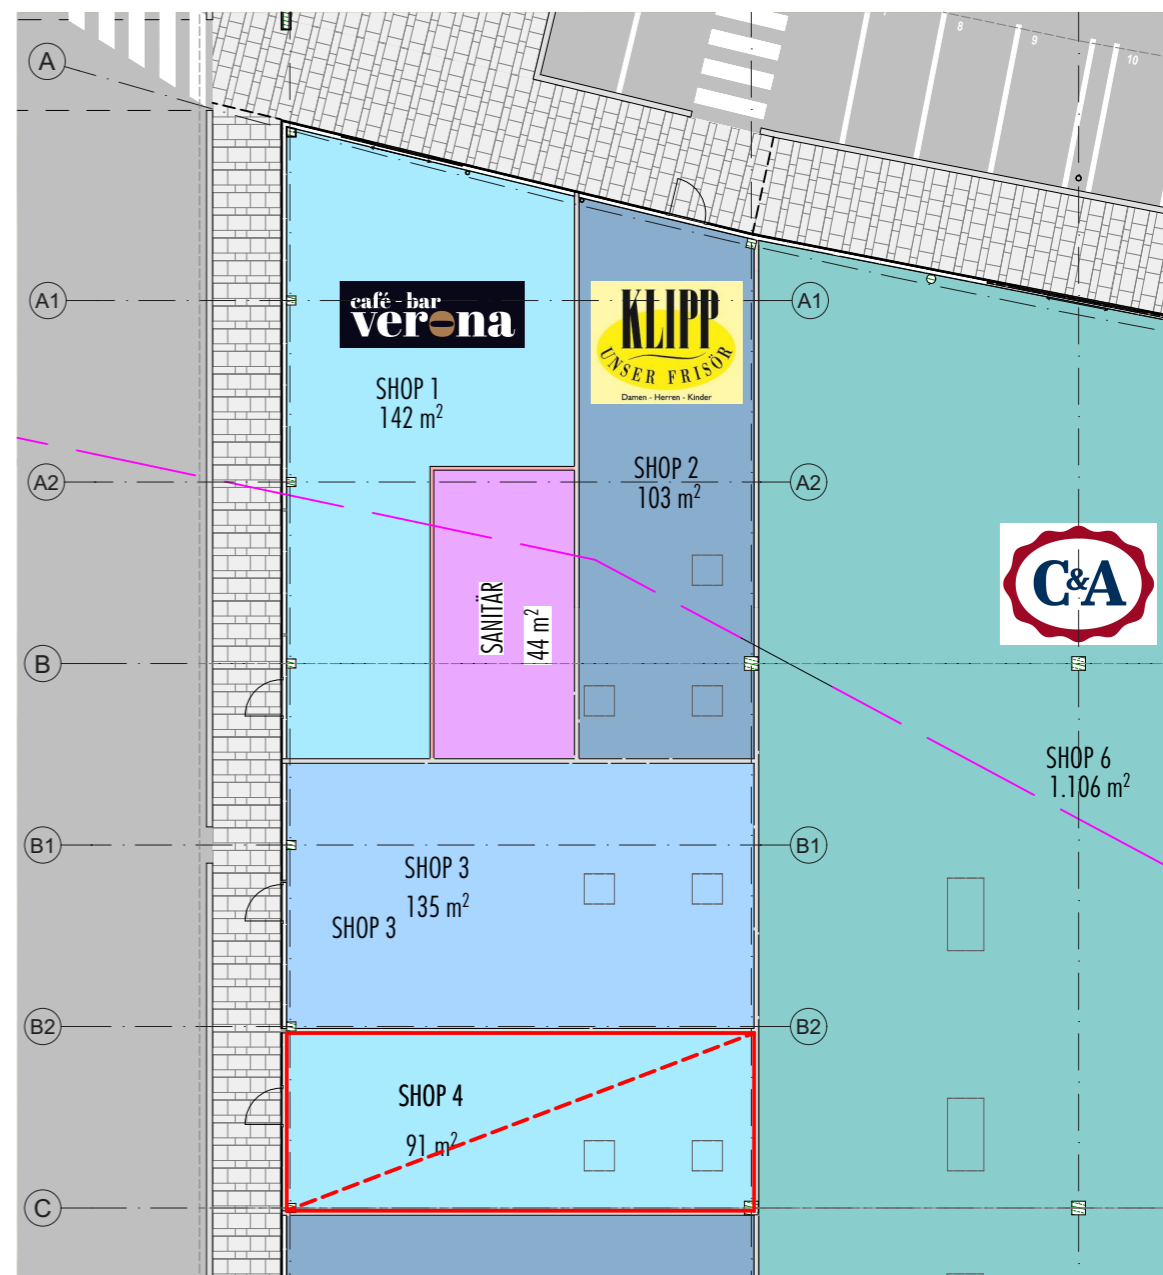 8
9
10
A
A1
café - bar
verona
KLIPP
UNSER FRISÖR
Damen - Herren - Kinder
A1
SHOP 1
142 m²
A2
SHOP 2
103 m²
A2
C&A
SANITÄR
44 m²
B
SHOP 6
1.106 m²
B1
SHOP 3
135 m²
SHOP 3
B1
B2
B2
SHOP 4
91 m²
C